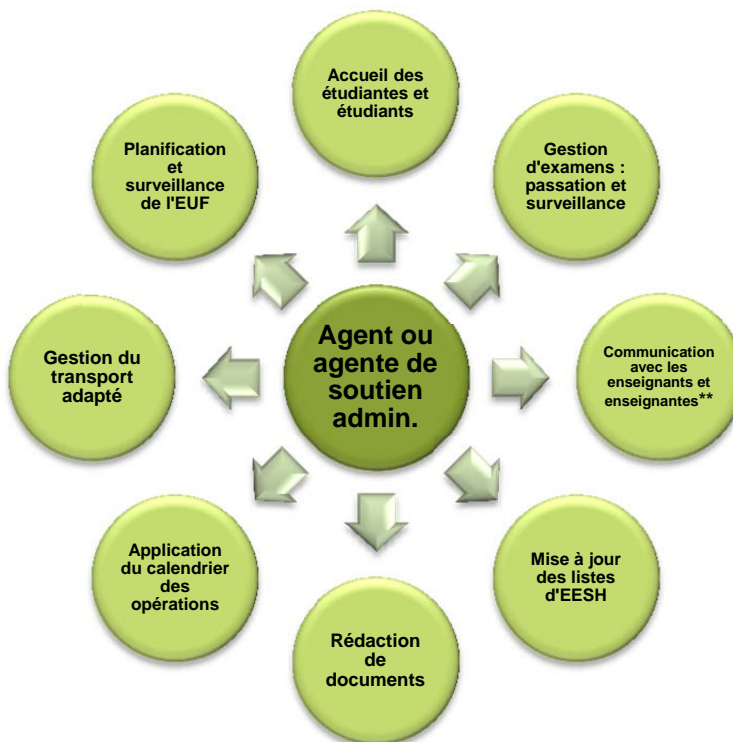 Accueil des
étudiantes et
étudiants
Gestion
d'examens :
passation et
surveillance
Communication
avec les
enseignants et
enseignantes**
Mise à jour
des listes
d'EESH
Rédaction
de
documents
Application
du calendrier
des
opérations
Gestion du
transport
adapté
Planification
et
surveillance
de l'EUF
Agent ou
agente de
soutien
admin.